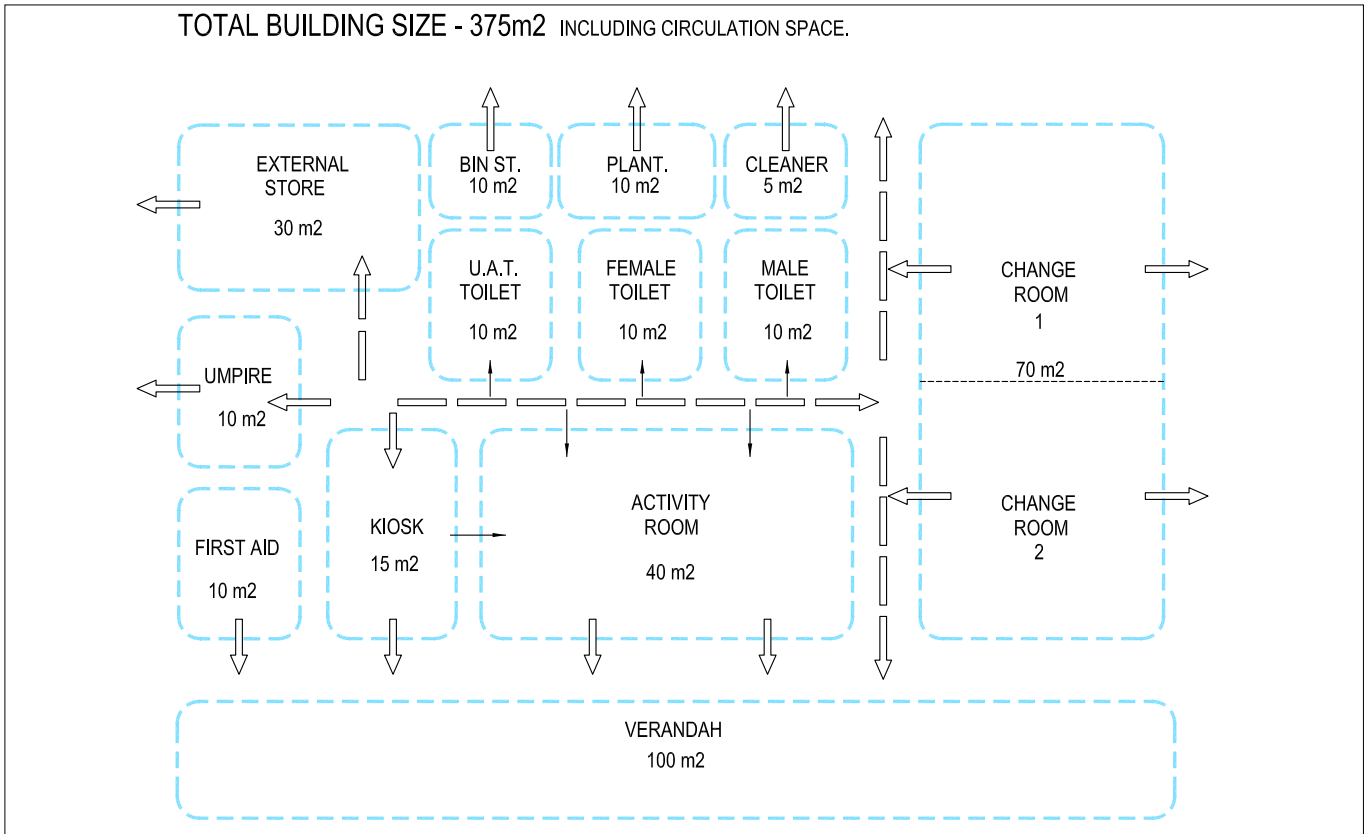 TOTAL BUILDING SIZE - 375m2 INCLUDING CIRCULATION SPACE.
EXTERNAL
STORE
30 m2
BIN ST.
10 m2
PLANT.
10 m2
CLEANER
5 m2
U.A.T.
TOILET
10 m2
FEMALE
TOILET
10 m2
MALE
TOILET
10 m2
CHANGE
ROOM
1
70 m2
UMPIRE
10 m2
FIRST AID
10 m2
KIOSK
15 m2
ACTIVITY
ROOM
40 m2
CHANGE
ROOM
2
VERANDAH
100 m2